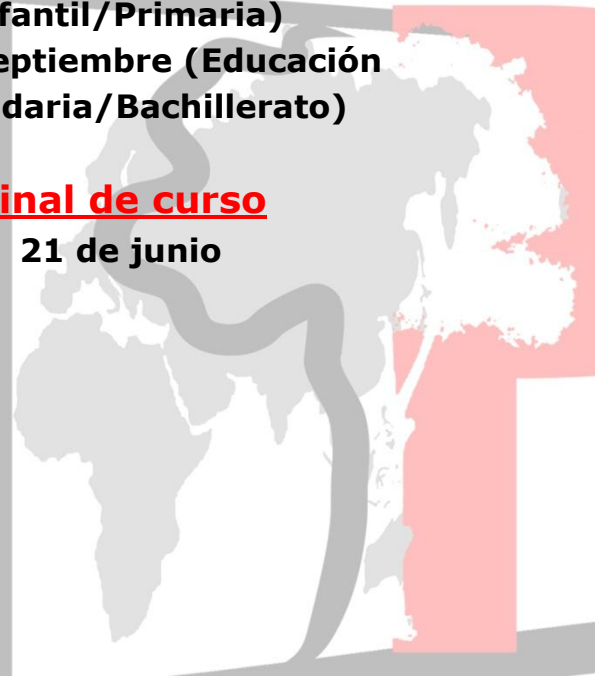 fantil/Primaria)
eptiembre (Educación
daria/Bachillerato)
inal de curso
21 de junio